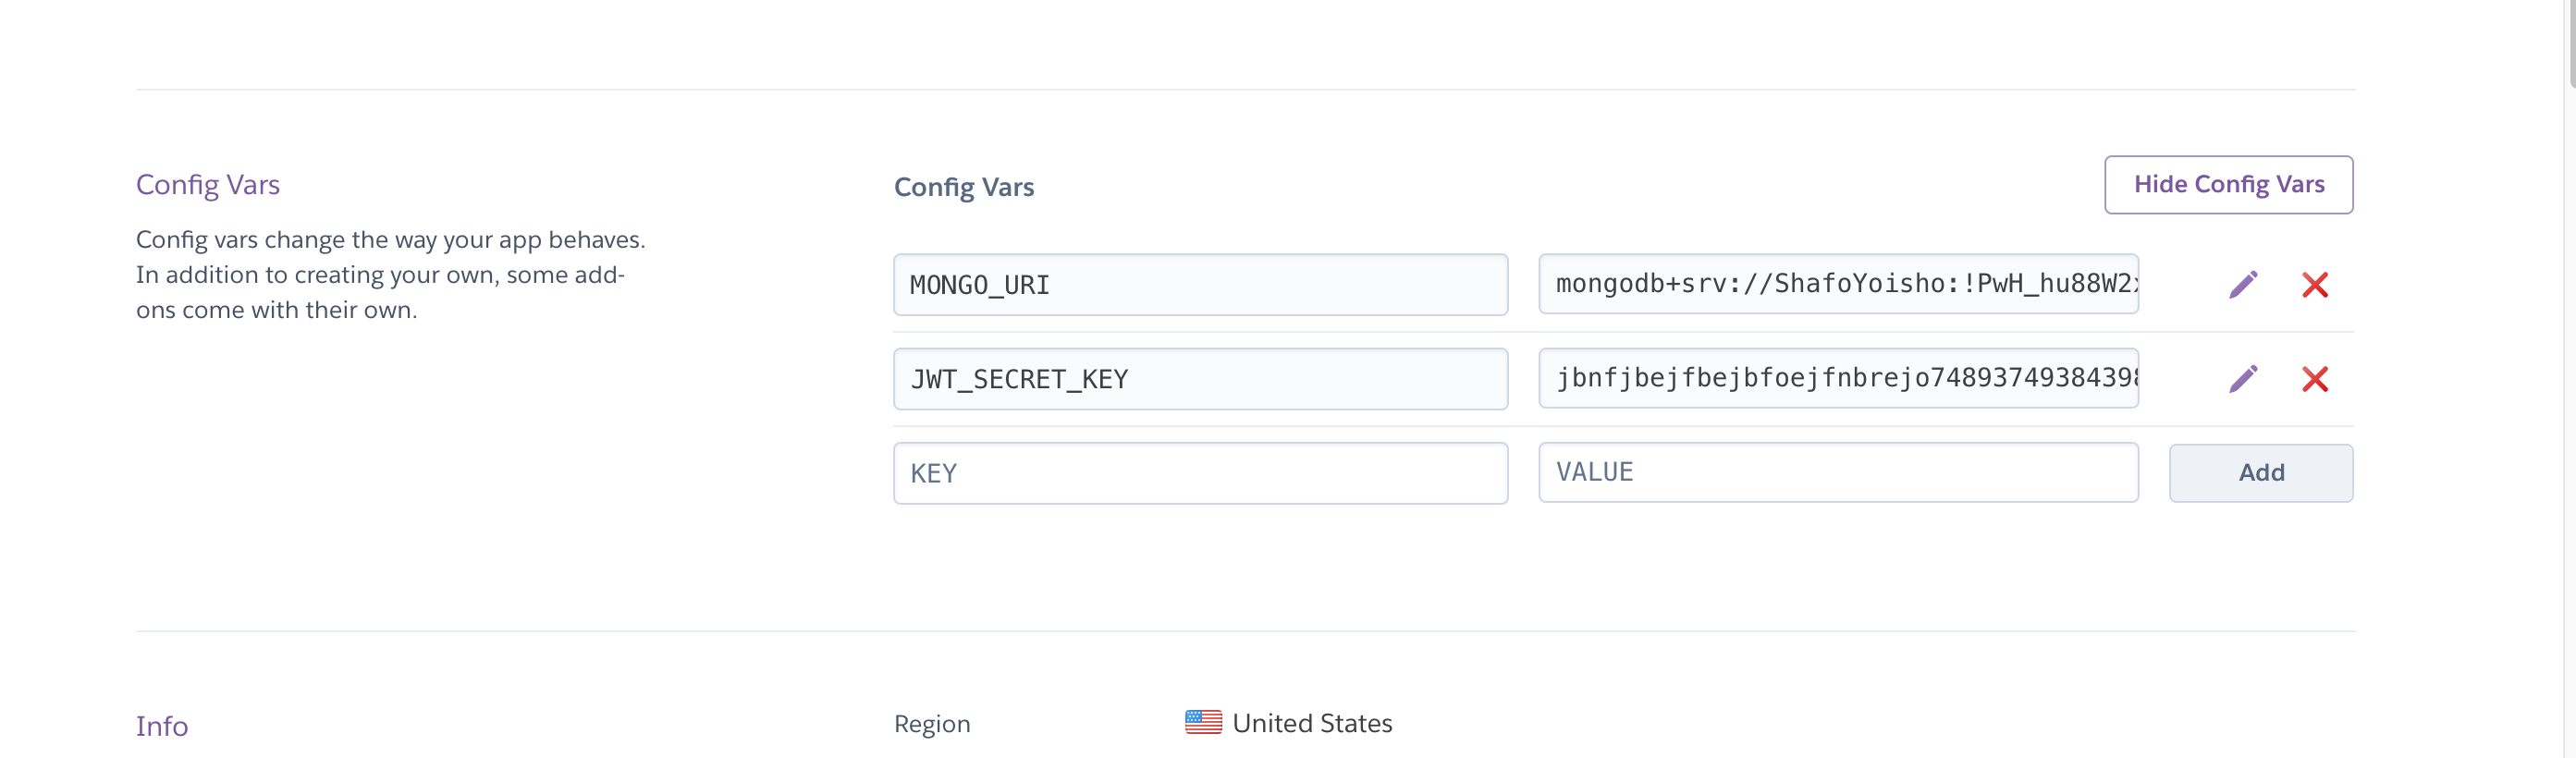 Config Vars
Config vars change the way your app behaves.
In addition to creating your own, some add-
ons come with their own.
Config Vars
Hide Config Vars
MONGO_URI
mongodb+srv://ShafoYoisho:!PwH_hu88W2
JWT_SECRET_KEY
jbnfjbejfbejbfoejfnbrejo7489374938439
KEY
VALUE
Add
Info
Region
United States